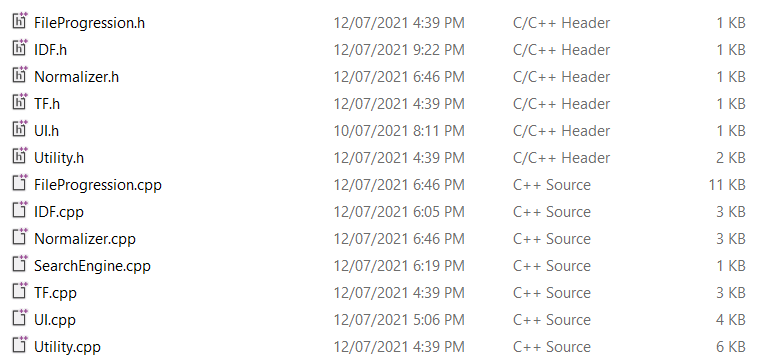 FileProgression.h 12/07/2021 4:39 PM C/C++ Header 1 KB
IDF.h 12/07/2021 9:22 PM C/C++ Header 1 KB
Normalizer.h 12/07/2021 6:46 PM C/C++ Header 1 KB
TF.h 12/07/2021 4:39 PM C/C++ Header 1 KB
UI.h 10/07/2021 8:11 PM C/C++ Header 1 KB
Utility.h 12/07/2021 4:39 PM C/C++ Header 2 KB
FileProgression.cpp 12/07/2021 6:46 PM C++ Source 11 KB
IDF.cpp 12/07/2021 6:05 PM C++ Source 3 KB
Normalizer.cpp 12/07/2021 6:46 PM C++ Source 3 KB
SearchEngine.cpp 12/07/2021 6:19 PM C++ Source 1 KB
TF.cpp 12/07/2021 4:39 PM C++ Source 3 KB
UI.cpp 12/07/2021 5:06 PM C++ Source 4 KB
Utility.cpp 12/07/2021 4:39 PM C++ Source 6 KB